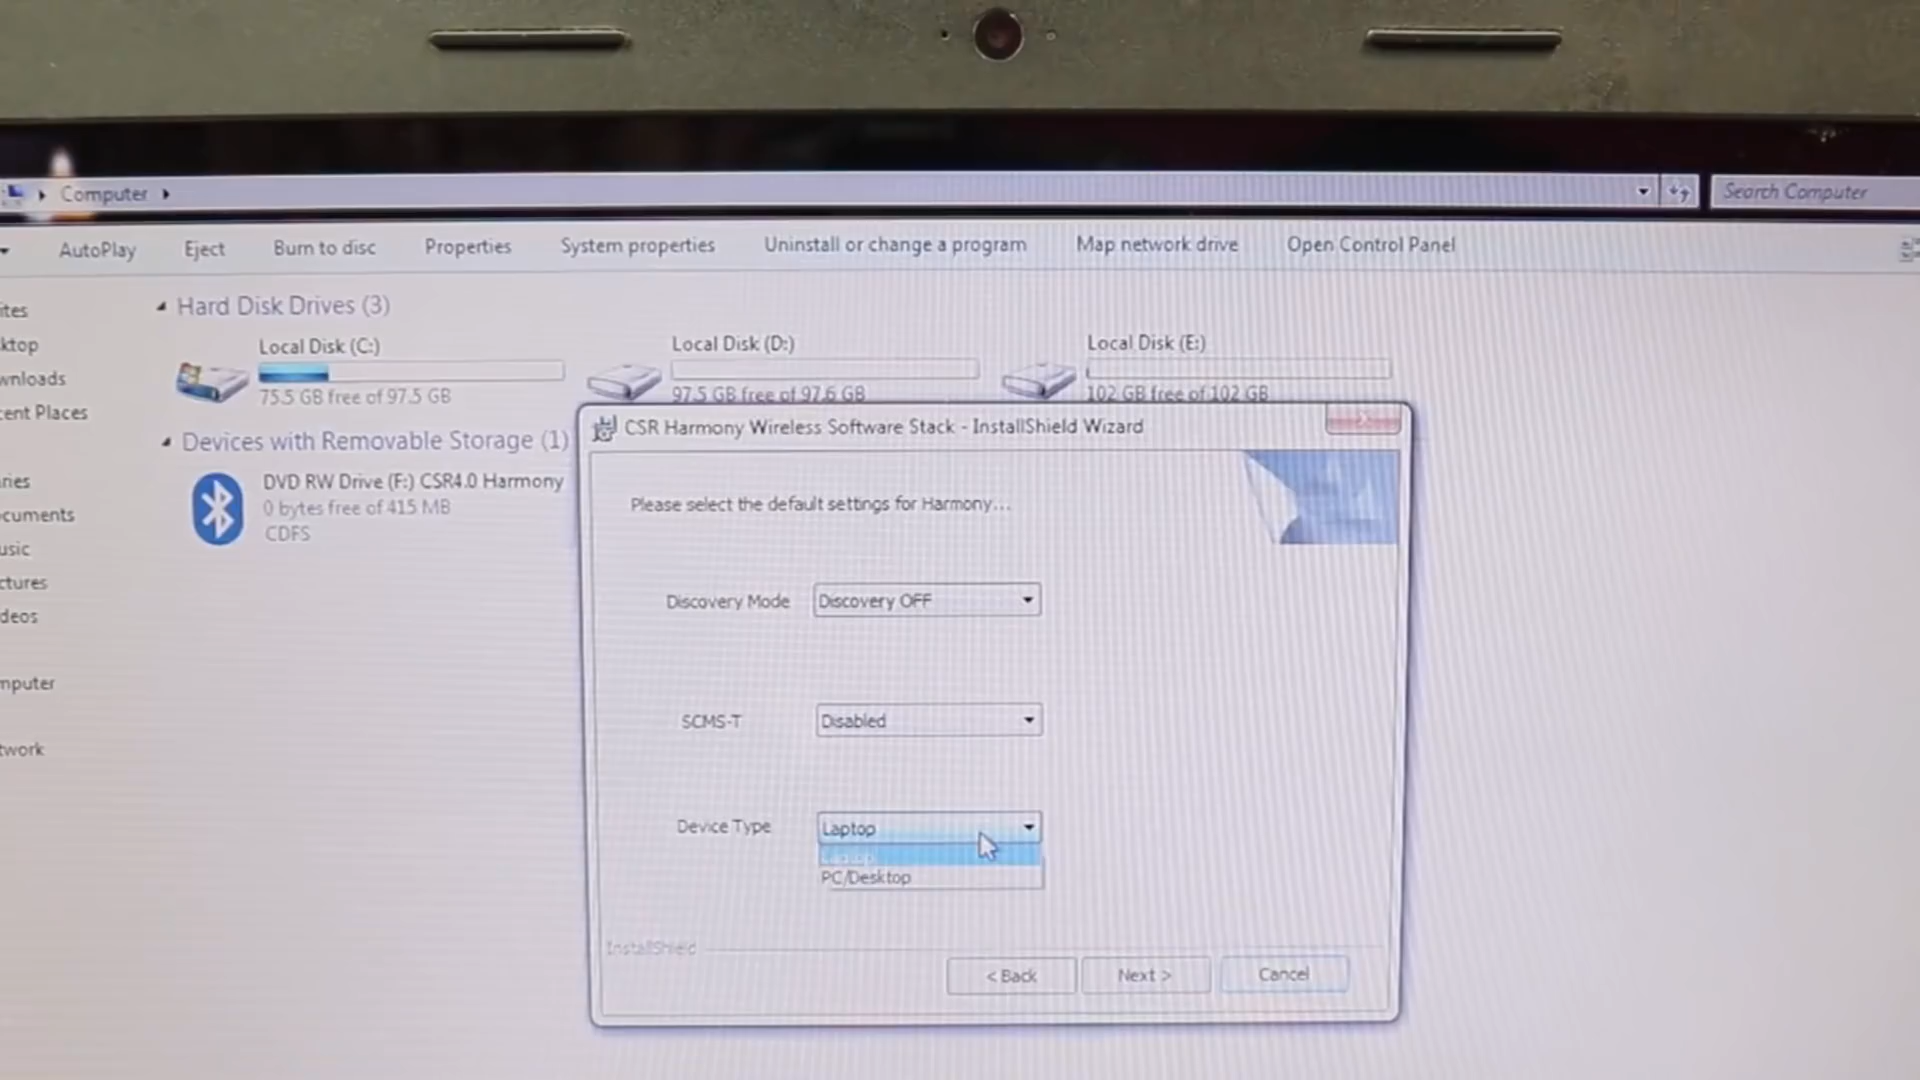 Computer
Search Computer
AutoPlay Eject Burn to disc Properties System properties Uninstall or change a program Map network drive Open Control Panel
ites
ktop
wnloads
cent Places
ries
cuments
usic
ctures
deos
mputer
twork
Hard Disk Drives (3)
Local Disk (C:)
75.5 GB free of 97.5 GB
Local Disk (D:)
97.5 GB free of 97.6 GB
Local Disk (E:)
102 GB free of 102 GB
Devices with Removable Storage (1)
DVD RW Drive (F:) CSR4.0 Harmony
0 bytes free of 415 MB
CDFS
CSR Harmony Wireless Software Stack - InstallShield Wizard
Please select the default settings for Harmony...
Discovery Mode Discovery OFF
SCMS-T Disabled
Device Type Laptop
Laptop
PC/Desktop
InstallShield
< Back Next > Cancel